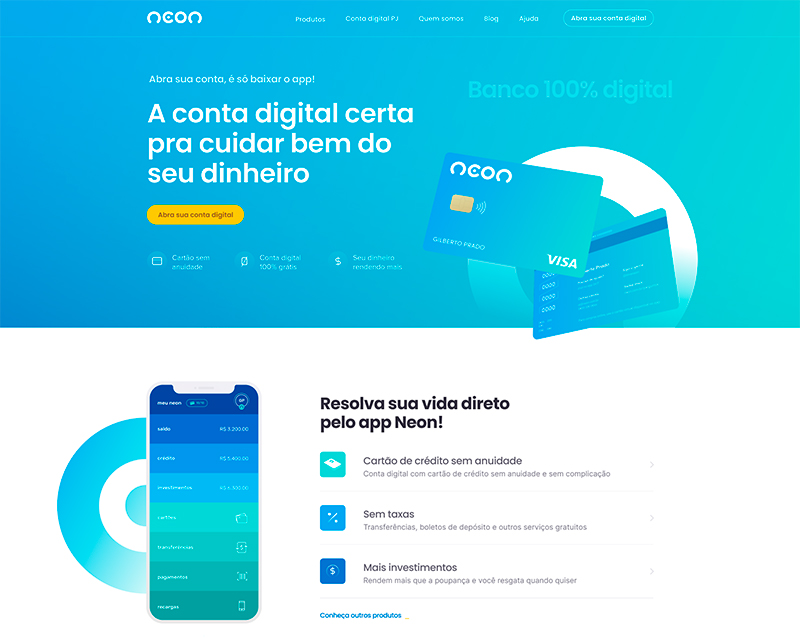 neon
Produtos
Conta digital PJ
Quem somos
Blog
Ajuda
Abra sua conta digital
Abra sua conta, é só baixar o app!
Banco 100% digital
A conta digital certa
pra cuidar bem do
seu dinheiro
Abra sua conta digital
Cartão sem
anuidade
Conta digital
100% grátis
Seu dinheiro
rendendo mais
neon
GILBERTO PRADO
VISA
meu neon
GP
saldo
R$ 3.200,00
crédito
R$ 5.400,00
investimentos
R$ 6.300,00
cartões
transferências
pagamentos
recargas
Resolva sua vida direto
pelo app Neon!
Cartão de crédito sem anuidade
Conta digital com cartão de crédito sem anuidade e sem complicação
Sem taxas
Transferências, boletos de depósito e outros serviços gratuitos
Mais investimentos
Rendem mais que a poupança e você resgata quando quiser
Conheça outros produtos